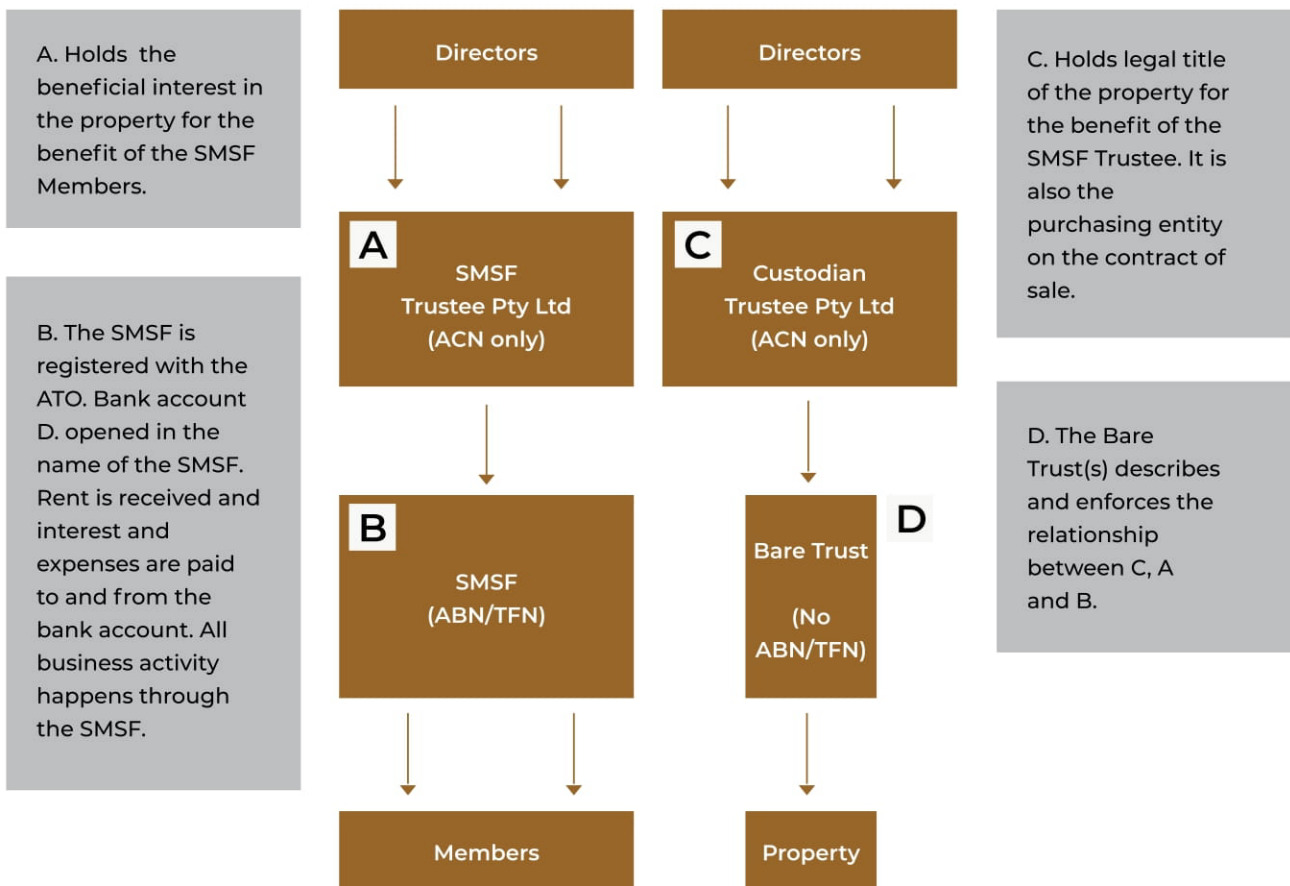 A. Holds the
beneficial interest in
the property for the
benefit of the SMSF
Members.
B. The SMSF is
registered with the
ATO. Bank account
D. opened in the
name of the SMSF.
Rent is received and
interest and
expenses are paid
to and from the
bank account. All
business activity
happens through
the SMSF.
Directors
A
SMSF
Trustee Pty Ltd
(ACN only)
B
SMSF
(ABN/TFN)
Members
Directors
C
Custodian
Trustee Pty Ltd
(ACN only)
D
Bare Trust
(No
ABN/TFN)
Property
C. Holds legal title
of the property for
the benefit of the
SMSF Trustee. It is
also the
purchasing entity
on the contract of
sale.
D. The Bare
Trust(s) describes
and enforces the
relationship
between C, A
and B.